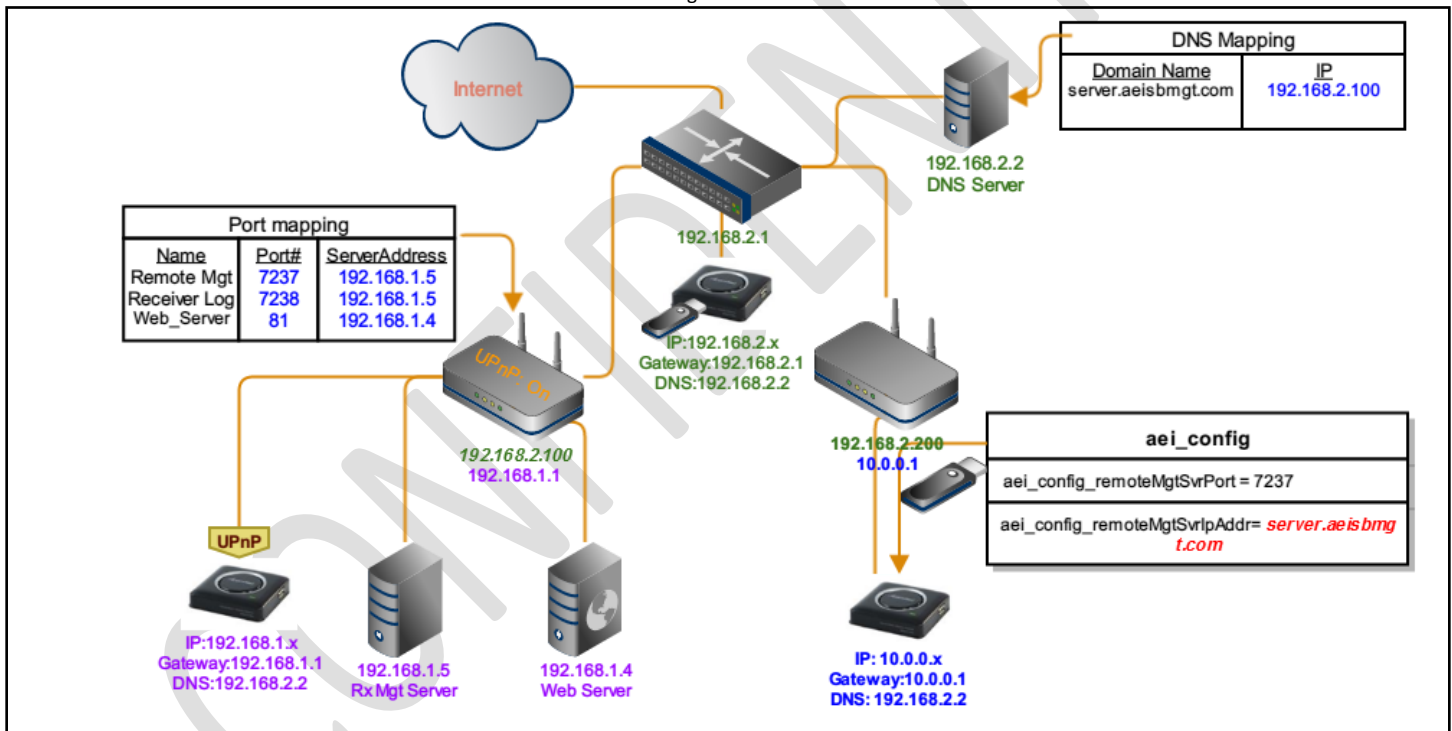 Internet
DNS Mapping
Domain Name IP
server.aeisbmgt.com 192.168.2.100
192.168.2.2
DNS Server
Port mapping
Name Port# ServerAddress
Remote Mgt 7237 192.168.1.5
Receiver Log 7238 192.168.1.5
Web_Server 81 192.168.1.4
192.168.2.1
IP:192.168.2.x
Gateway:192.168.2.1
DNS:192.168.2.2
UPnP: On
192.168.2.100
192.168.1.1
192.168.2.200
10.0.0.1
aei_config
aei_config_remoteMgtSvrPort = 7237
aei_config_remoteMgtSvrIpAddr= server.aeisbmg
t.com
UPnP
IP:192.168.1.x
Gateway:192.168.1.1
DNS:192.168.2.2
192.168.1.5
Rx Mgt Server
192.168.1.4
Web Server
IP: 10.0.0.x
Gateway:10.0.0.1
DNS: 192.168.2.2